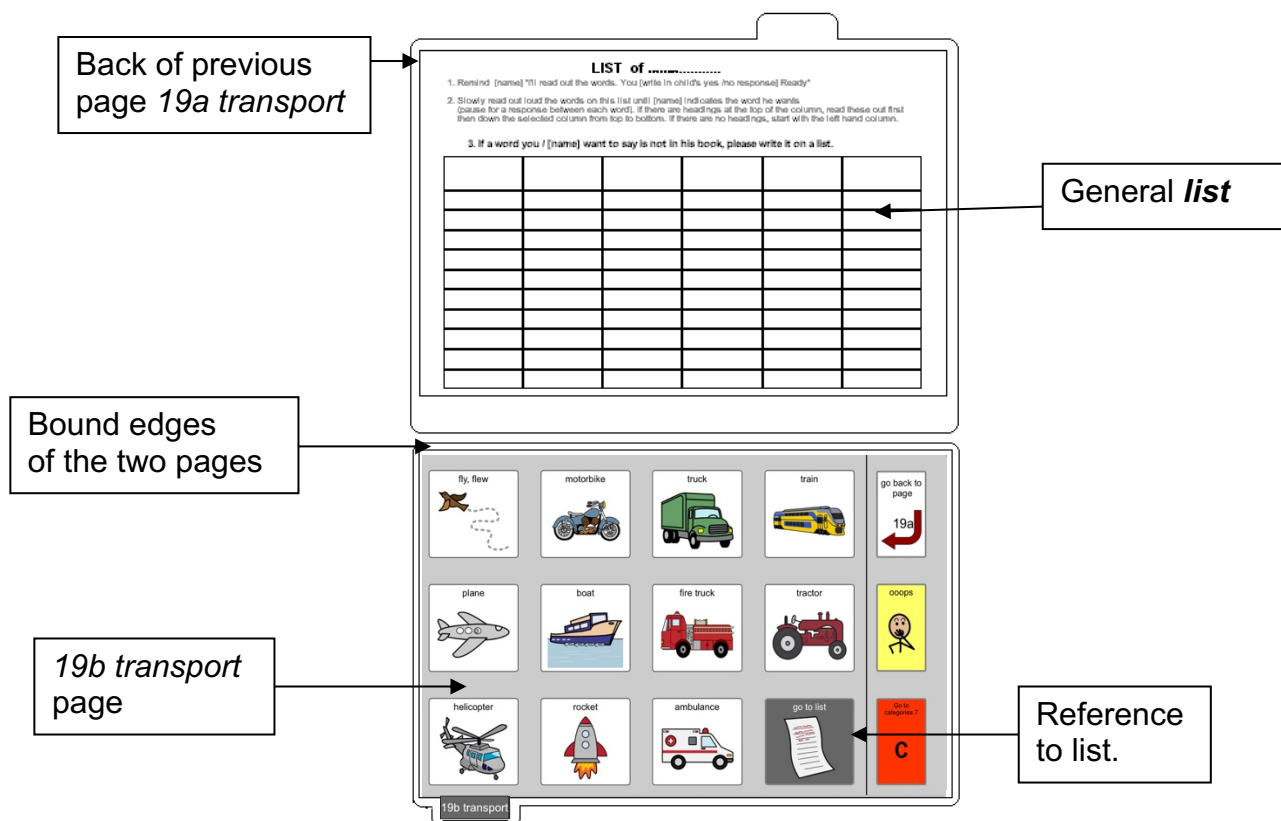 Back of previous
page 19a transport
LIST of ......................
1. Remind [name] "I'll read out the words. You [write in child's yes /no response] Ready"
2. Slowly read out loud the words on this list until [name] indicates the word he wants
(pause for a response between each word). If there are headings at the top of the column, read these out first
then down the selected column from top to bottom. If there are no headings, start with the left hand column.
3. If a word you / [name] want to say is not in his book, please write it on a list.
General list
Bound edges
of the two pages
fly, flew
motorbike
truck
train
go back to
page
19a
plane
boat
fire truck
tractor
ooops
19b transport
page
helicopter
rocket
ambulance
go to list
Go to
categories 7
C
Reference
to list.
19b transport